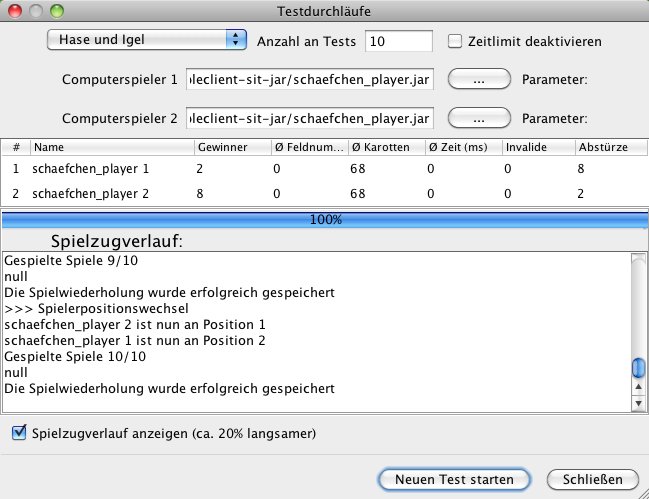 Testdurchläufe
Hase und Igel Anzahl an Tests 10 Zeitlimit deaktivieren
Computerspieler 1 leclient-sit-jar/schaefchen_player.jar ... Parameter:
Computerspieler 2 leclient-sit-jar/schaefchen_player.jar ... Parameter:
# Name Gewinner Ø Feldnum... Ø Karotten Ø Zeit (ms) Invalide Abstürze
1 schaefchen_player 1 2 0 68 0 0 8
2 schaefchen_player 2 8 0 68 0 0 2
100%
Spielzugverlauf:
Gespielte Spiele 9/10
null
Die Spielwiederholung wurde erfolgreich gespeichert
>>> Spielerpositionswechsel
schaefchen_player 2 ist nun an Position 1
schaefchen_player 1 ist nun an Position 2
Gespielte Spiele 10/10
null
Die Spielwiederholung wurde erfolgreich gespeichert
Spielzugverlauf anzeigen (ca. 20% langsamer)
Neuen Test starten Schließen